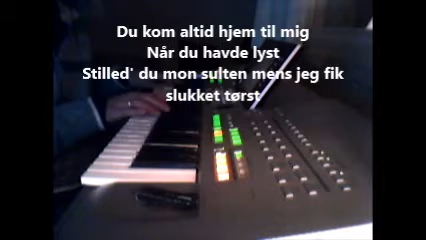 Du kom altid hjem til mig
Når du havde lyst
Stilled' du mon sulten mens jeg fik
slukket tørst